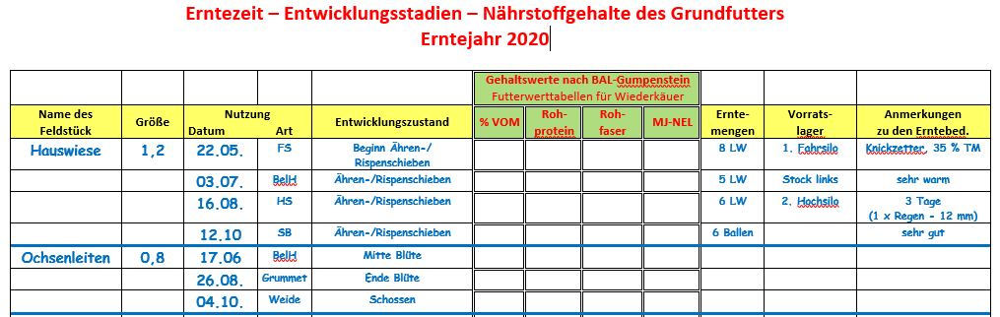 Erntezeit – Entwicklungsstadien – Nährstoffgehalte des Grundfutters
Erntejahr 2020
Gehaltswerte nach BAL-Gumpenstein
Futterwerttabellen für Wiederkäuer
Name des Feldstück Größe Nutzung Datum Art Entwicklungszustand % VOM Roh-protein Roh-faser MJ-NEL Ernte-mengen Vorrats-lager Anmerkungen zu den Erntebed.
Hauswiese 1,2 22.05. FS Beginn Ähren-/ Rispenschieben 8 LW 1. Fahrsilo Knickzetter, 35 % TM
03.07. BelH Ähren-/Rispenschieben 5 LW Stock links sehr warm
16.08. HS Ähren-/Rispenschieben 6 LW 2. Hochsilo 3 Tage
(1 x Regen - 12 mm)
12.10 SB Ähren-/Rispenschieben 6 Ballen sehr gut
Ochsenleiten 0,8 17.06 BelH Mitte Blüte
26.08. Grummet Ende Blüte
04.10. Weide Schossen